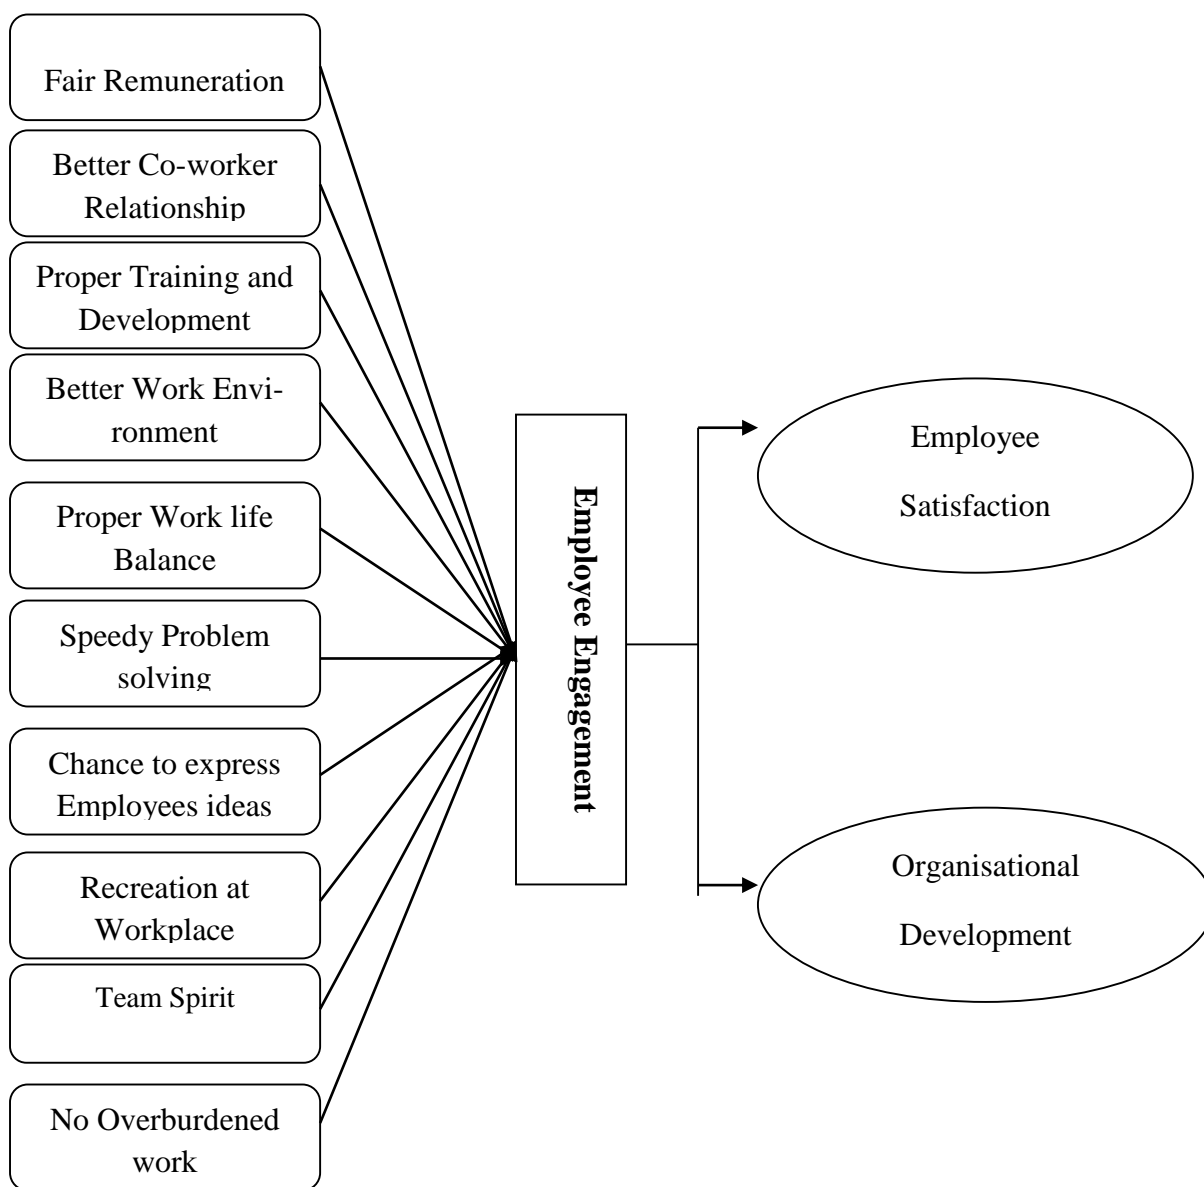 Fair Remuneration
Better Co-worker
Relationship
Proper Training and
Development
Better Work Envi-
ronment
Proper Work life
Balance
Speedy Problem
solving
Chance to express
Employees ideas
Recreation at
Workplace
Team Spirit
No Overburdened
work
Employee Engagement
Employee
Satisfaction
Organisational
Development